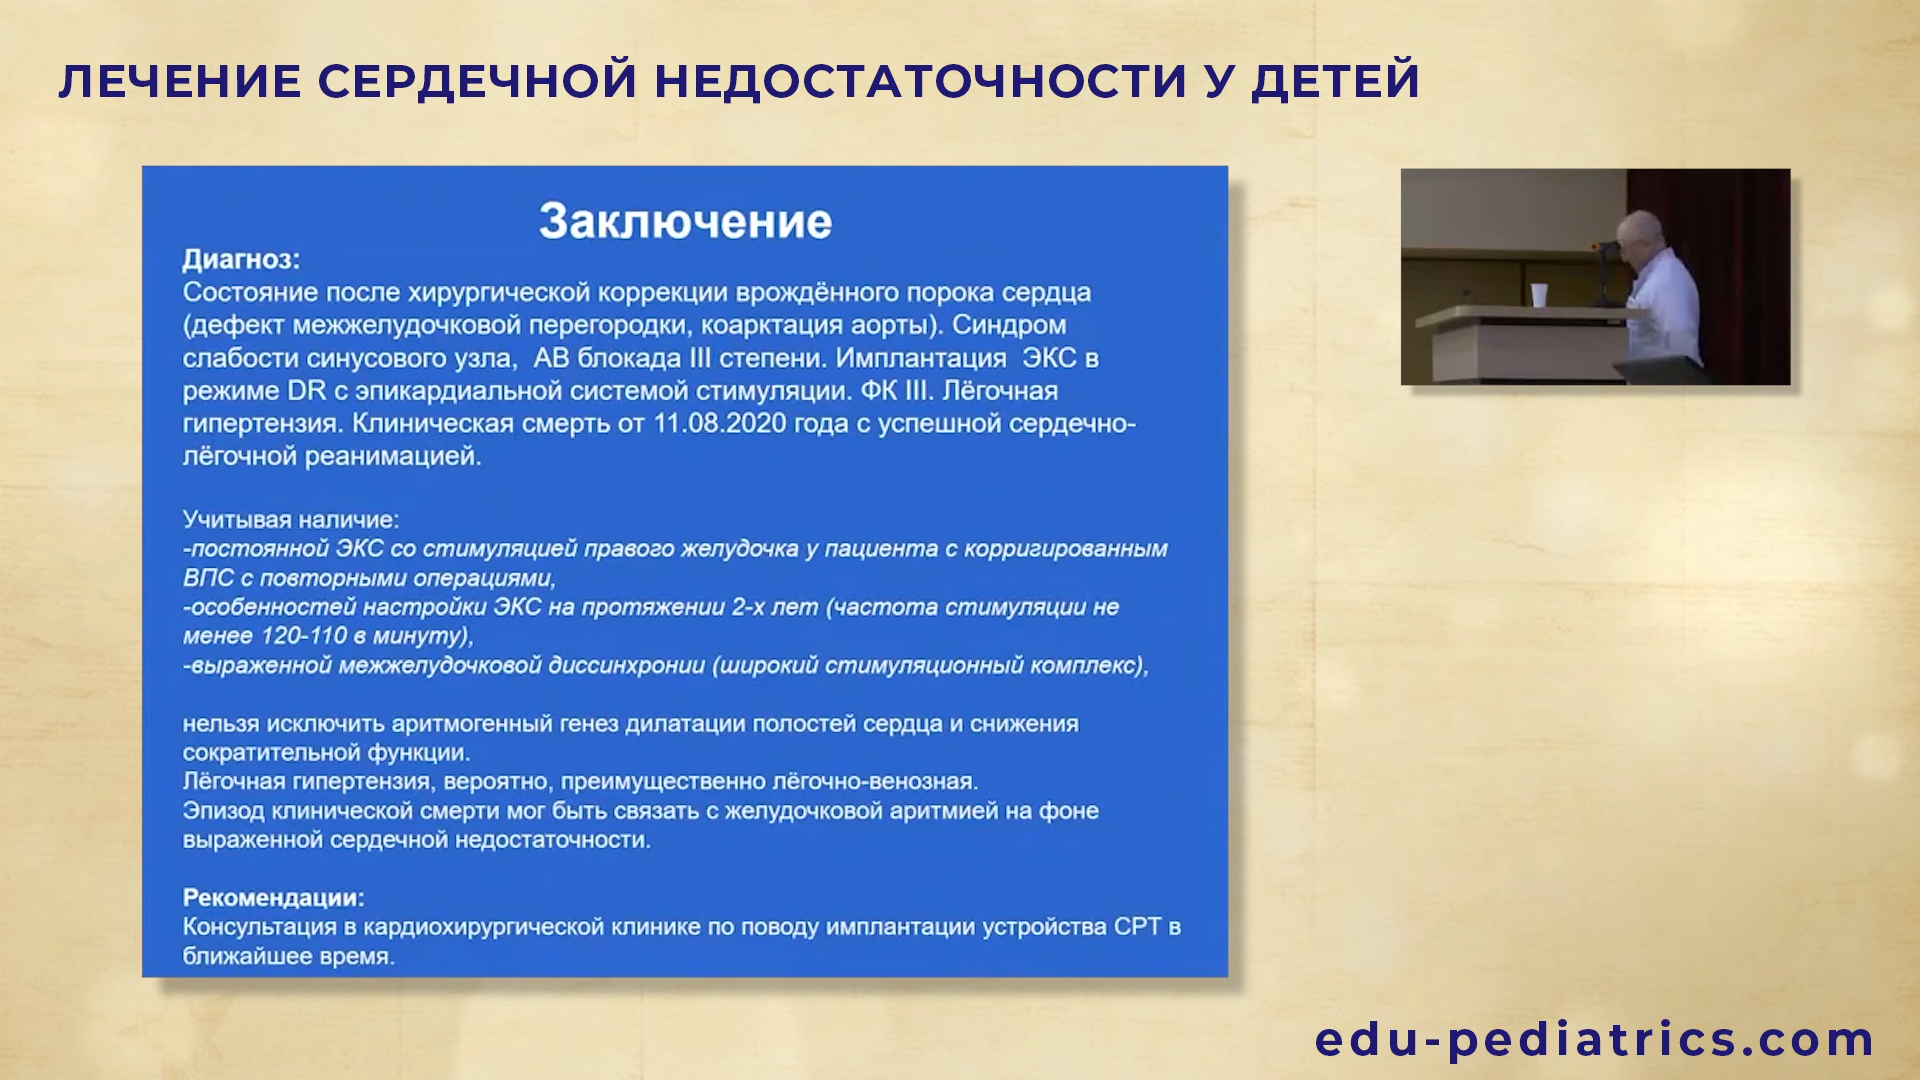 ЛЕЧЕНИЕ СЕРДЕЧНОЙ НЕДОСТАТОЧНОСТИ У ДЕТЕЙ
Заключение
Диагноз:
Состояние после хирургической коррекции врождённого порока сердца
(дефект межжелудочковой перегородки, коарктация аорты). Синдром
слабости синусового узла, АВ блокада III степени. Имплантация ЭКС в
режиме DR с эпикардиальной системой стимуляции. ФК III. Лёгочная
гипертензия. Клиническая смерть от 11.08.2020 года с успешной сердечно-
лёгочной реанимацией.
Учитывая наличие:
-постоянной ЭКС со стимуляцией правого желудочка у пациента с корригированным
ВПС с повторными операциями,
-особенностей настройки ЭКС на протяжении 2-х лет (частота стимуляции не
менее 120-110 в минуту),
-выраженной межжелудочковой диссинхронии (широкий стимуляционный комплекс),
нельзя исключить аритмогенный генез дилатации полостей сердца и снижения
сократительной функции.
Лёгочная гипертензия, вероятно, преимущественно лёгочно-венозная.
Эпизод клинической смерти мог быть связать с желудочковой аритмией на фоне
выраженной сердечной недостаточности.
Рекомендации:
Консультация в кардиохирургической клинике по поводу имплантации устройства СРТ в
ближайшее время.
edu-pediatrics.com